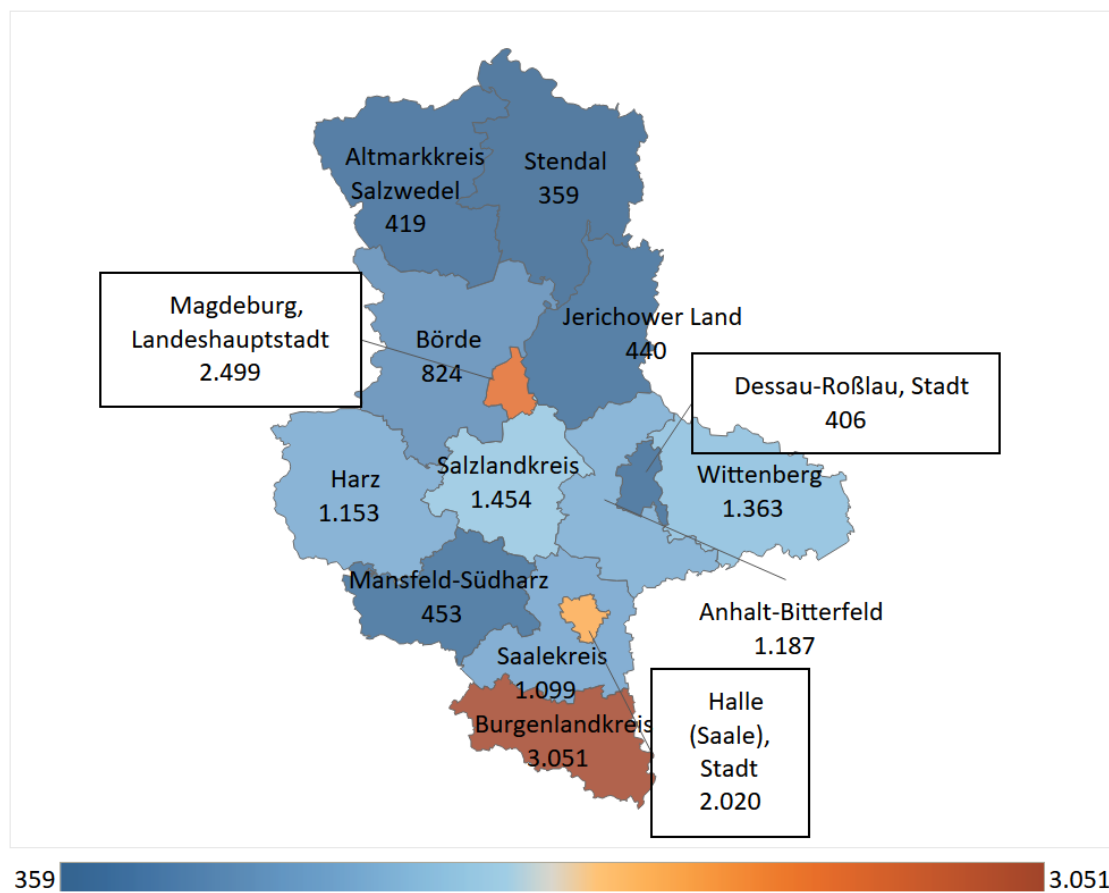 Altmarkkreis
Salzwedel
419
Stendal
359
Magdeburg,
Landeshauptstadt
2.499
Börde
824
Jerichower Land
440
Dessau-Roßlau, Stadt
406
Harz
1.153
Salzlandkreis
1.454
Wittenberg
1.363
Mansfeld-Südharz
453
Anhalt-Bitterfeld
1.187
Saalekreis
1.099
Burgenlandkreis
3.051
Halle
(Saale),
Stadt
2.020
359
3.051